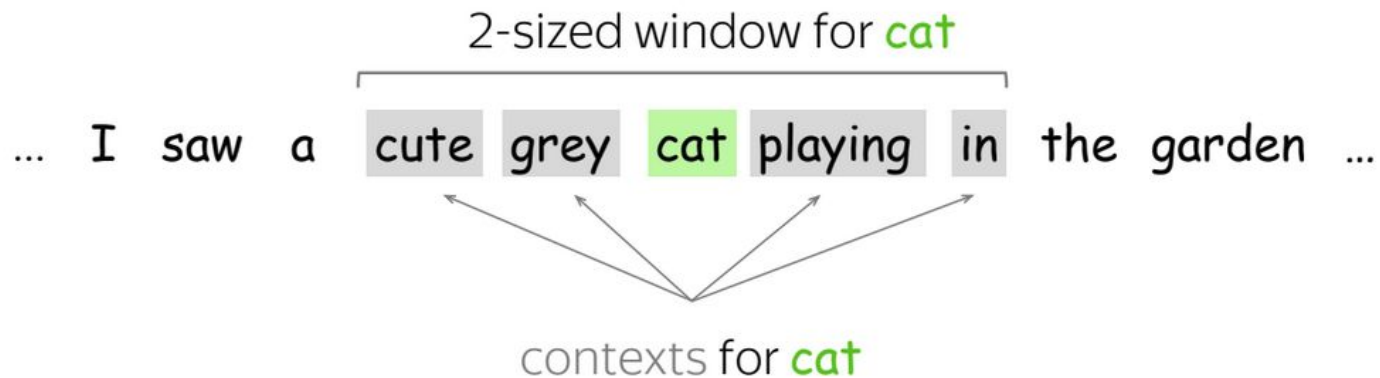 2-sized window for cat
... I saw a cute grey cat playing in the garden ...
contexts for cat